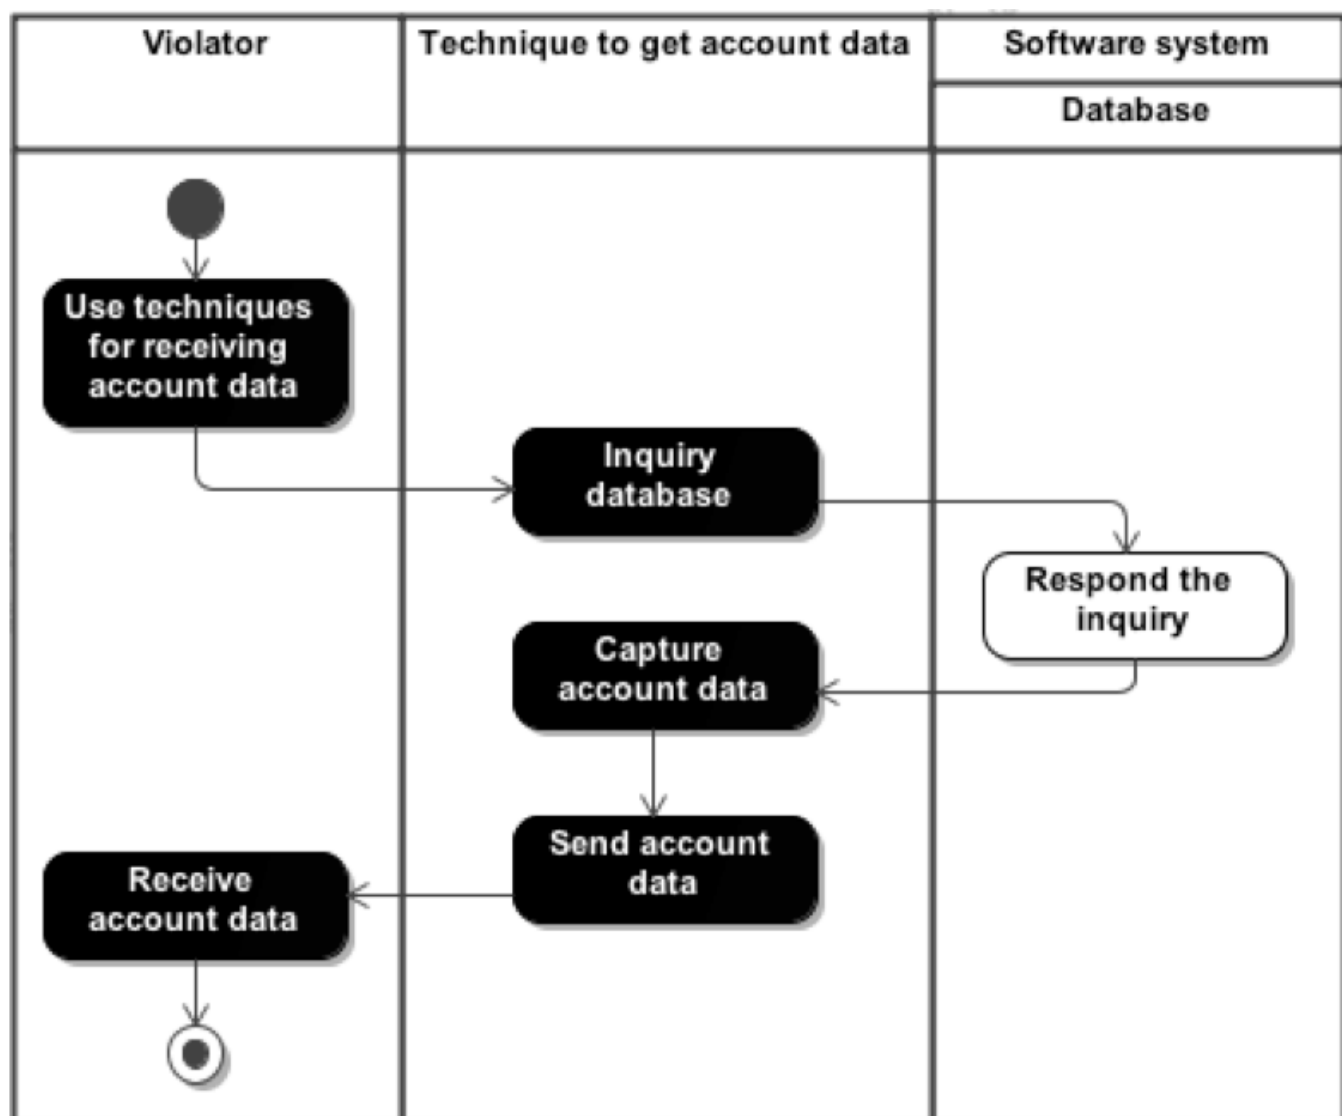 Violator
Technique to get account data
Software system
Database
Use techniques
for receiving
account data
Inquiry
database
Respond the
inquiry
Capture
account data
Send account
data
Receive
account data